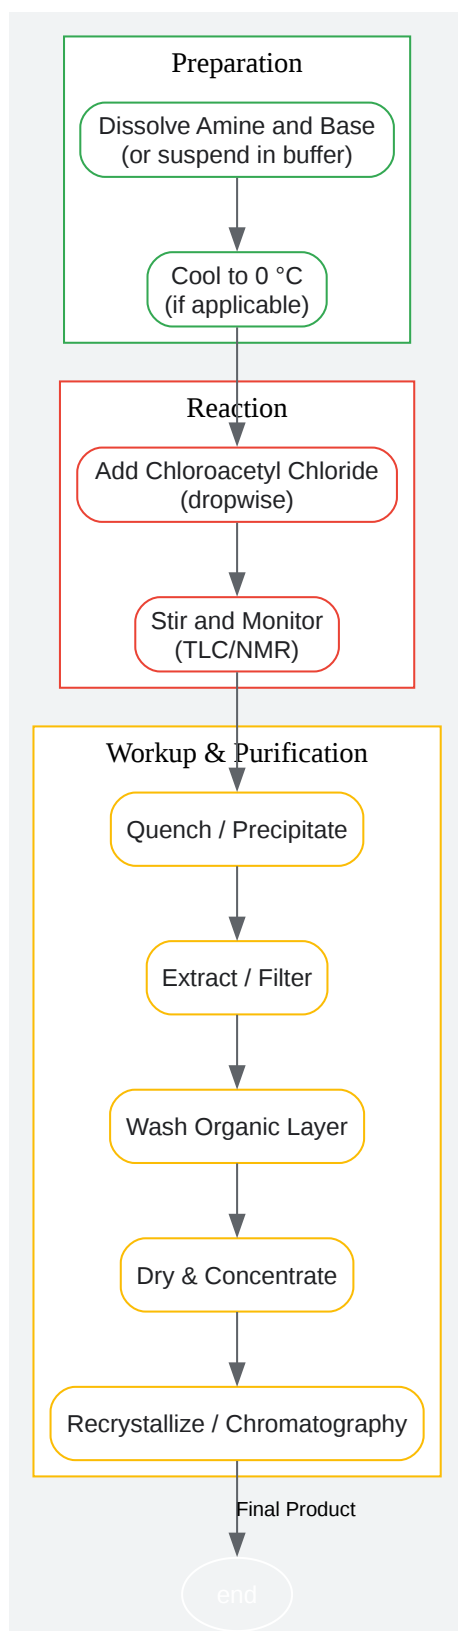 Preparation
Dissolve Amine and Base
(or suspend in buffer)
Cool to 0 °C
(if applicable)
Reaction
Add Chloroacetyl Chloride
(dropwise)
Stir and Monitor
(TLC/NMR)
Workup & Purification
Quench / Precipitate
Extract / Filter
Wash Organic Layer
Dry & Concentrate
Recrystallize / Chromatography
Final Product
end